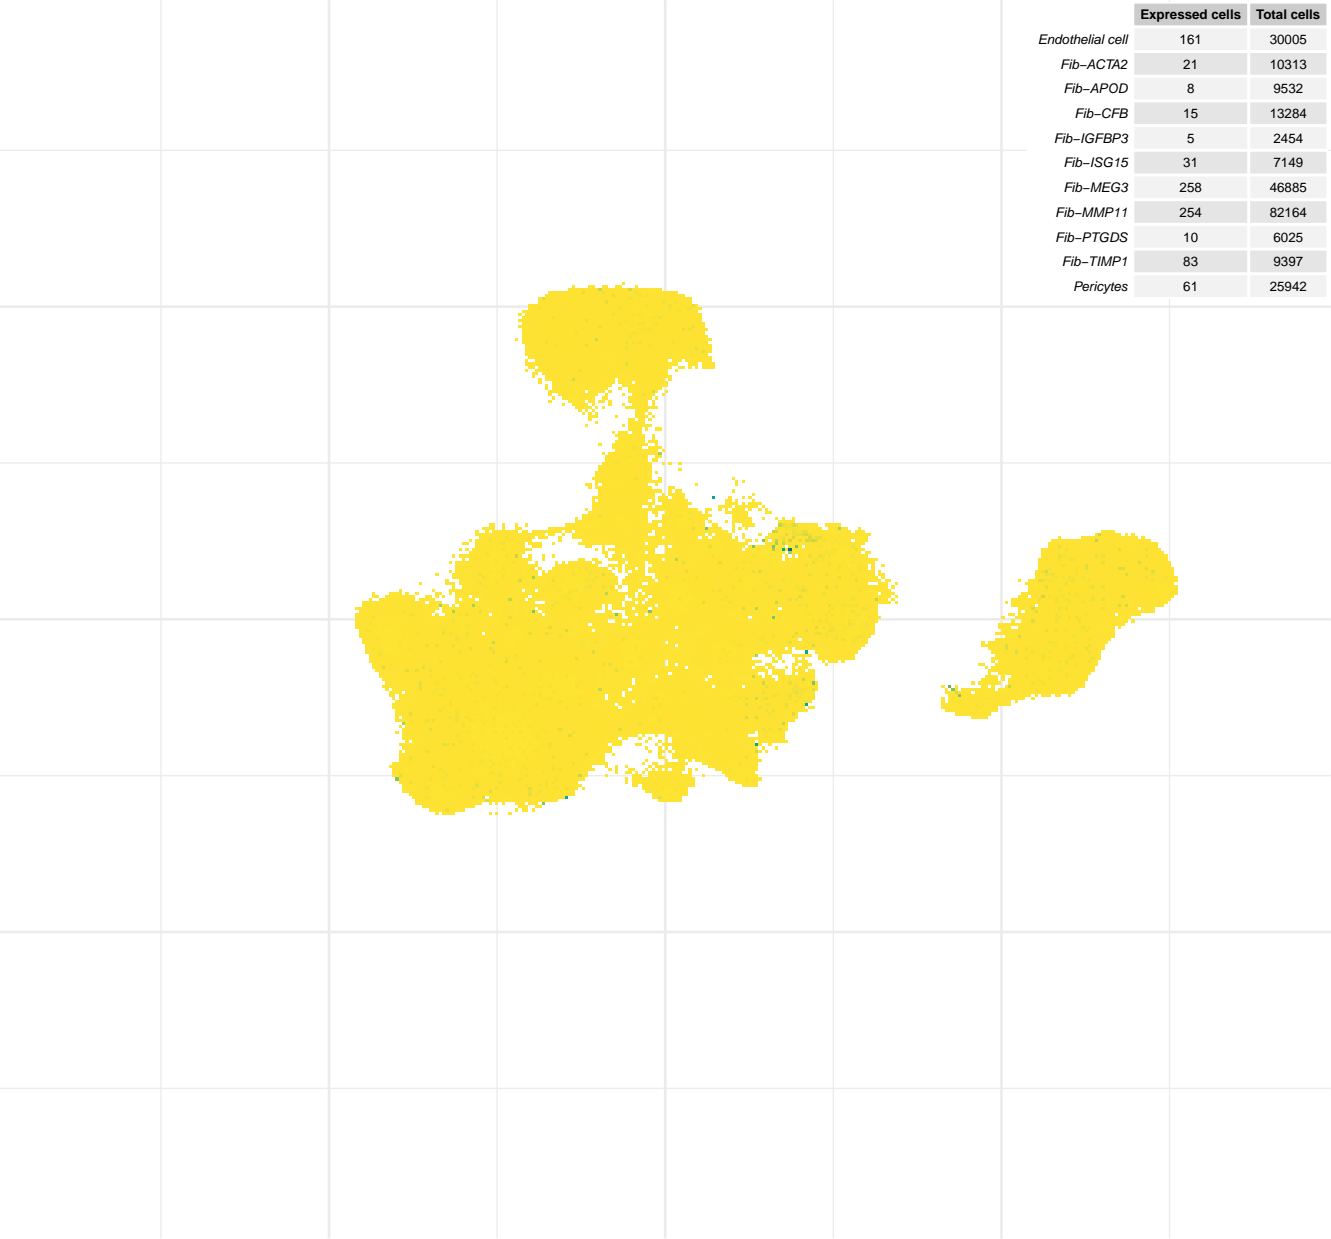 Expressed cells Total cells
Endothelial cell 161 30005
Fib−ACTA2 21 10313
Fib−APOD 8 9532
Fib−CFB 15 13284
Fib−IGFBP3 5 2454
Fib−ISG15 31 7149
Fib−MEG3 258 46885
Fib−MMP11 254 82164
Fib−PTGDS 10 6025
Fib−TIMP1 83 9397
Pericytes 61 25942